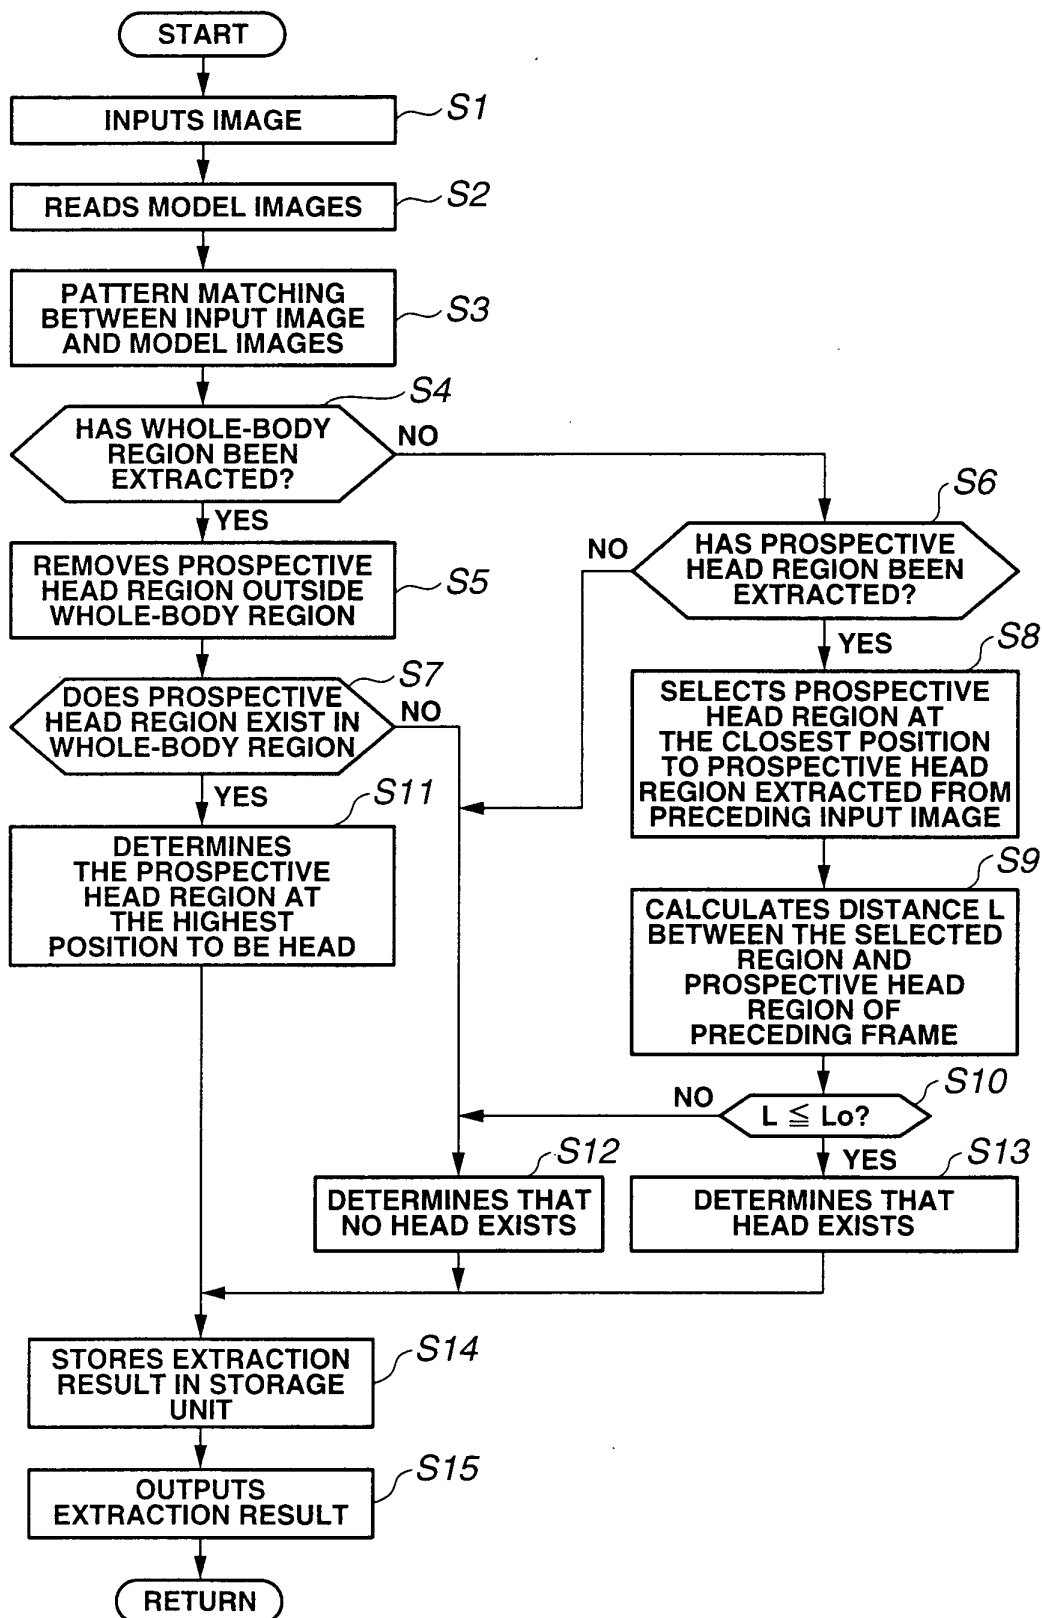 START
INPUTS IMAGE
S1
READS MODEL IMAGES
S2
PATTERN MATCHING
BETWEEN INPUT IMAGE
AND MODEL IMAGES
S3
S4
HAS WHOLE-BODY
REGION BEEN
EXTRACTED?
NO
YES
REMOVES PROSPECTIVE
HEAD REGION OUTSIDE
WHOLE-BODY REGION
S5
S6
HAS PROSPECTIVE
HEAD REGION BEEN
EXTRACTED?
NO
YES
S7
DOES PROSPECTIVE
HEAD REGION EXIST IN
WHOLE-BODY REGION
NO
YES
S8
SELECTS PROSPECTIVE
HEAD REGION AT
THE CLOSEST POSITION
TO PROSPECTIVE HEAD
REGION EXTRACTED FROM
PRECEDING INPUT IMAGE
S11
DETERMINES
THE PROSPECTIVE
HEAD REGION AT
THE HIGHEST
POSITION TO BE HEAD
S9
CALCULATES DISTANCE L
BETWEEN THE SELECTED
REGION AND
PROSPECTIVE HEAD
REGION OF
PRECEDING FRAME
S10
L ≦ Lo?
NO
YES
S12
DETERMINES THAT
NO HEAD EXISTS
S13
DETERMINES THAT
HEAD EXISTS
STORES EXTRACTION
RESULT IN STORAGE
UNIT
S14
OUTPUTS
EXTRACTION RESULT
S15
RETURN